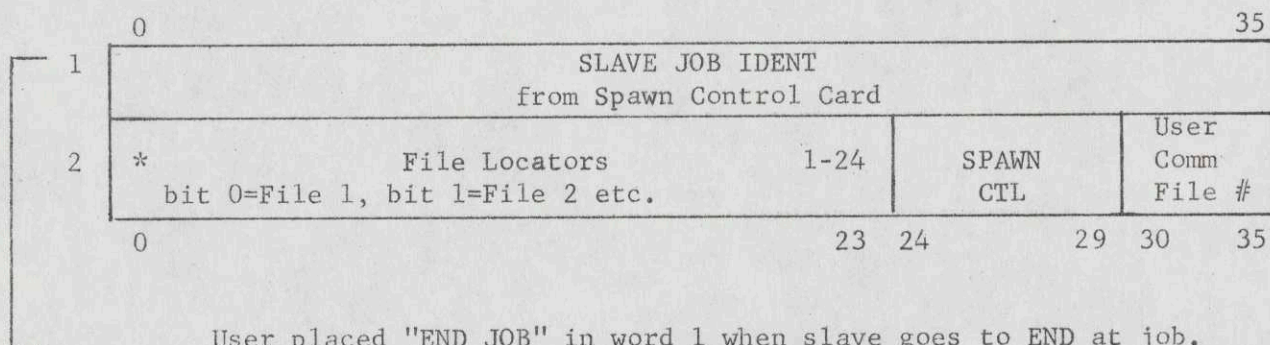 0 35
1 SLAVE JOB IDENT
from Spawn Control Card
User
2 * File Locators 1-24 SPAWN Comm
bit 0=File 1, bit 1=File 2 etc. CTL File #
0 23 24 29 30 35
User placed "END JOB" in word 1 when slave goes to END at job.